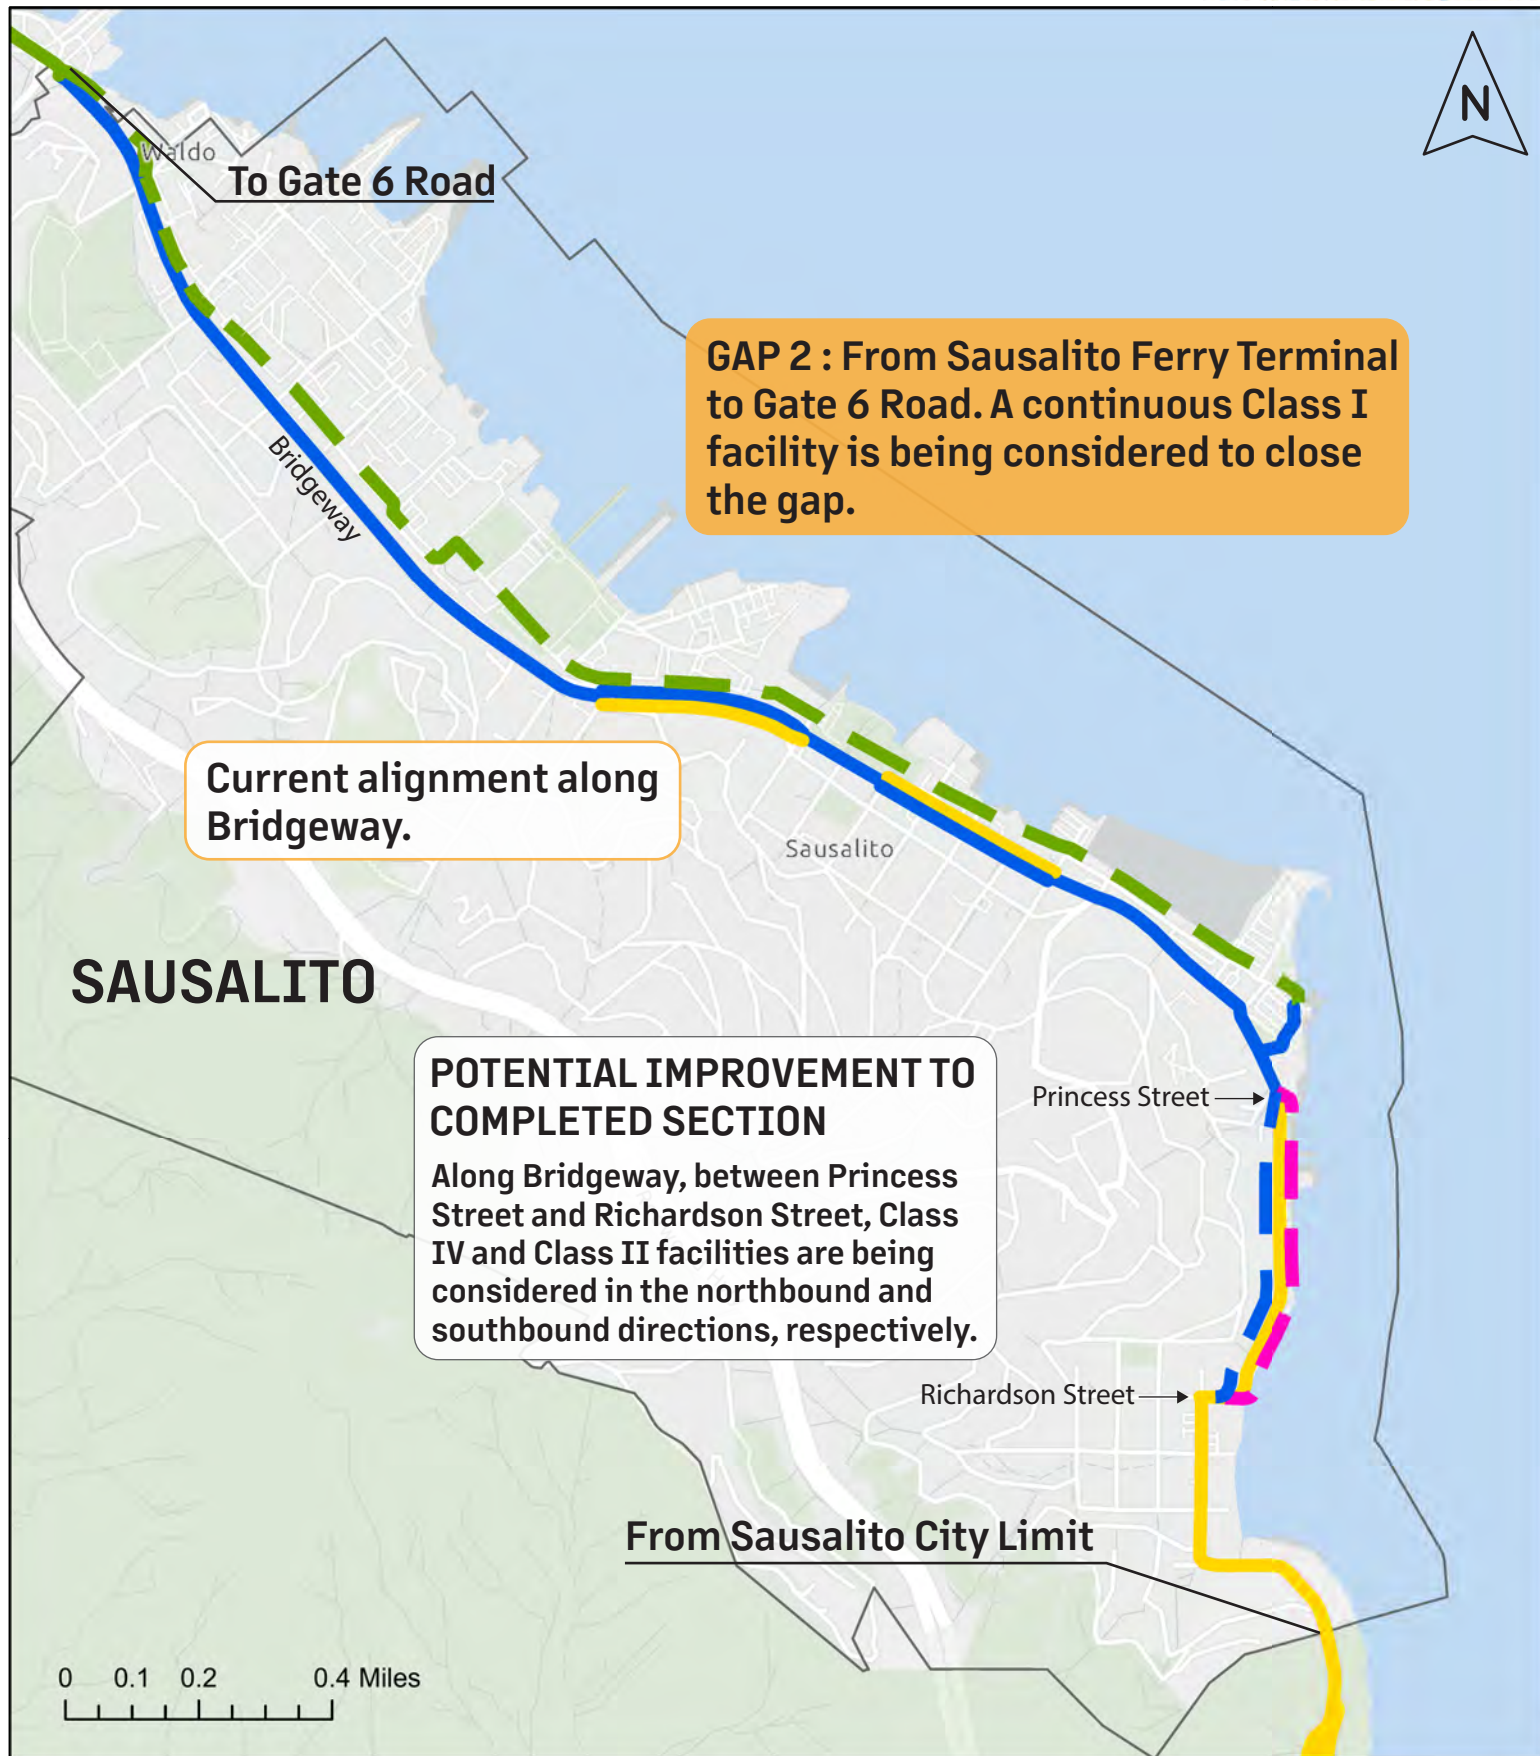 N
Waldo
To Gate 6 Road
GAP 2 : From Sausalito Ferry Terminal
to Gate 6 Road. A continuous Class I
facility is being considered to close
the gap.
Bridgeway
Current alignment along
Bridgeway.
Sausalito
SAUSALITO
POTENTIAL IMPROVEMENT TO
COMPLETED SECTION
Along Bridgeway, between Princess
Street and Richardson Street, Class
IV and Class II facilities are being
considered in the northbound and
southbound directions, respectively.
Princess Street
Richardson Street
From Sausalito City Limit
0 0.1 0.2 0.4 Miles